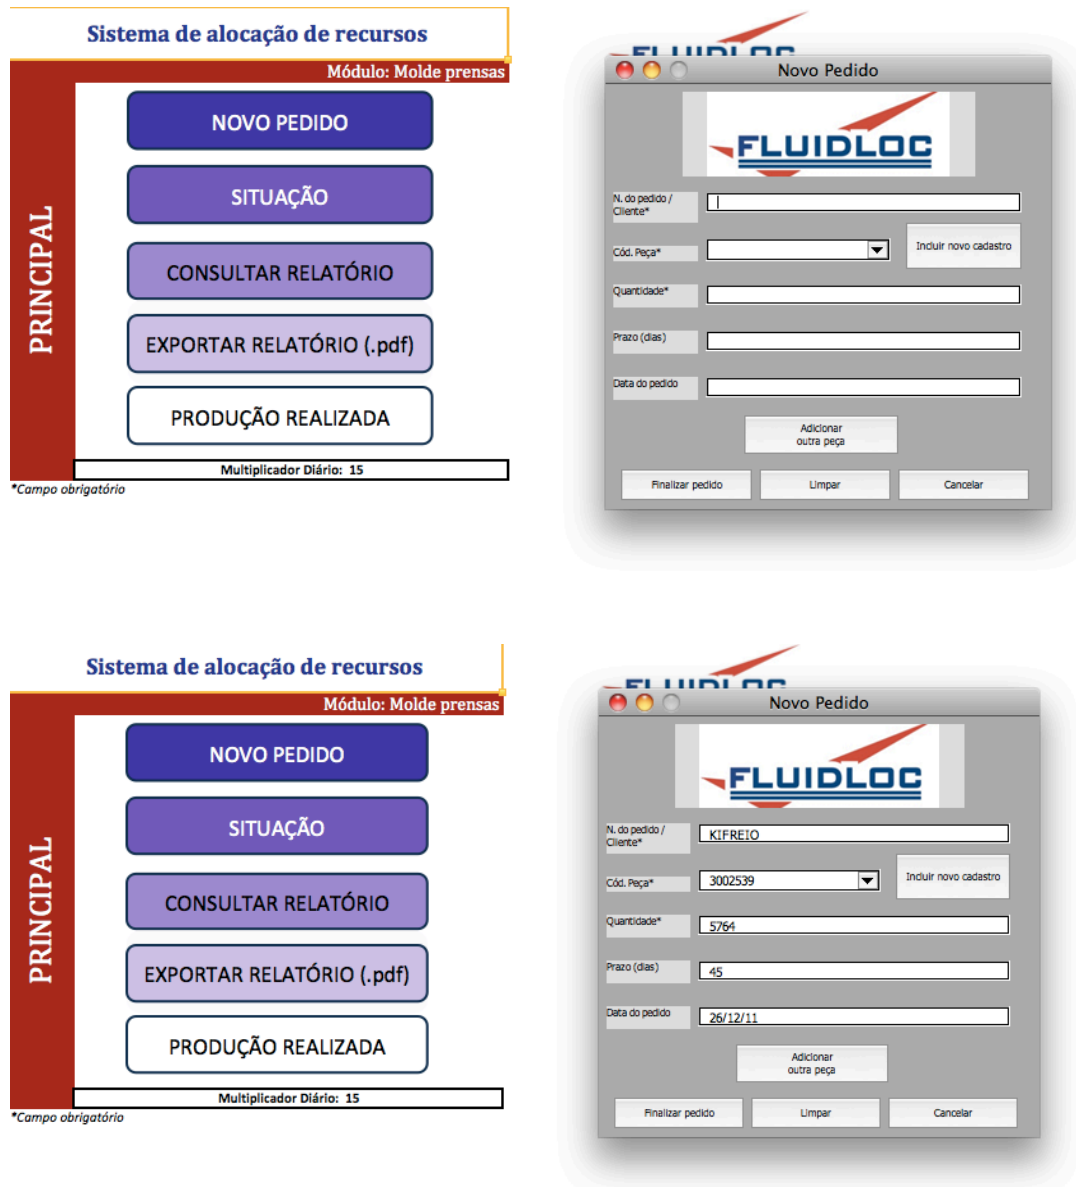 Sistema de alocação de recursos
Módulo: Molde prensas
PRINCIPAL
NOVO PEDIDO
SITUAÇÃO
CONSULTAR RELATÓRIO
EXPORTAR RELATÓRIO (.pdf)
PRODUÇÃO REALIZADA
Multiplicador Diário: 15
*Campo obrigatório
FLUIDLOC
Novo Pedido
FLUIDLOC
N. do pedido /
Cliente*
Cód. Peça*
Incluir novo cadastro
Quantidade*
Prazo (dias)
Data do pedido
Adicionar
outra peça
Finalizar pedido
Limpar
Cancelar
Sistema de alocação de recursos
Módulo: Molde prensas
PRINCIPAL
NOVO PEDIDO
SITUAÇÃO
CONSULTAR RELATÓRIO
EXPORTAR RELATÓRIO (.pdf)
PRODUÇÃO REALIZADA
Multiplicador Diário: 15
*Campo obrigatório
FLUIDLOC
Novo Pedido
FLUIDLOC
N. do pedido /
Cliente*
KIFREIO
Cód. Peça*
3002539
Incluir novo cadastro
Quantidade*
5764
Prazo (dias)
45
Data do pedido
26/12/11
Adicionar
outra peça
Finalizar pedido
Limpar
Cancelar